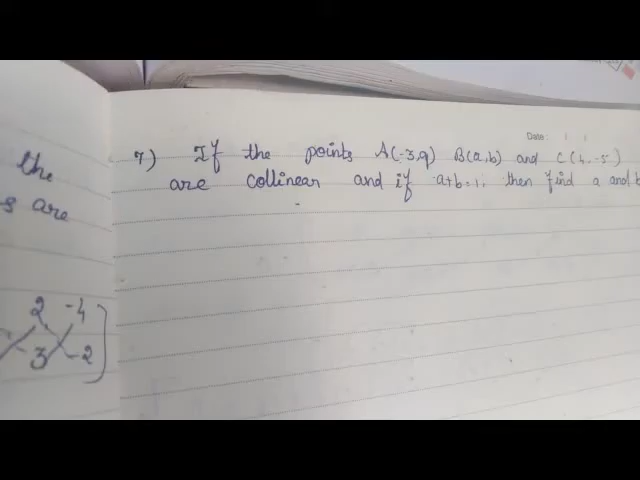 the
s are
2 -4
-3 -2
Date:
7) If the points A(-3,9) B(a,b) and C(4,-5)
are collinear and if a+b=1, then find a and b